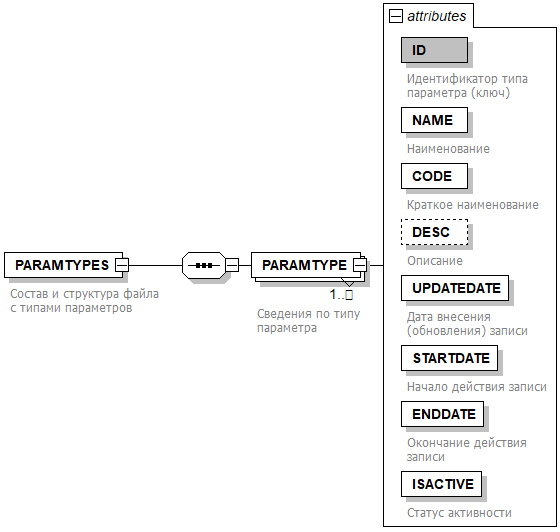 attributes
ID
Идентификатор типа
параметра (ключ)
NAME
Наименование
CODE
Краткое наименование
DESC
Описание
PARAMTYPES
Состав и структура файла
с типами параметров
PARAMTYPE
1..▯
Сведения по типу
параметра
UPDATEDATE
Дата внесения
(обновления) записи
STARTDATE
Начало действия записи
ENDDATE
Окончание действия
записи
ISACTIVE
Статус активности